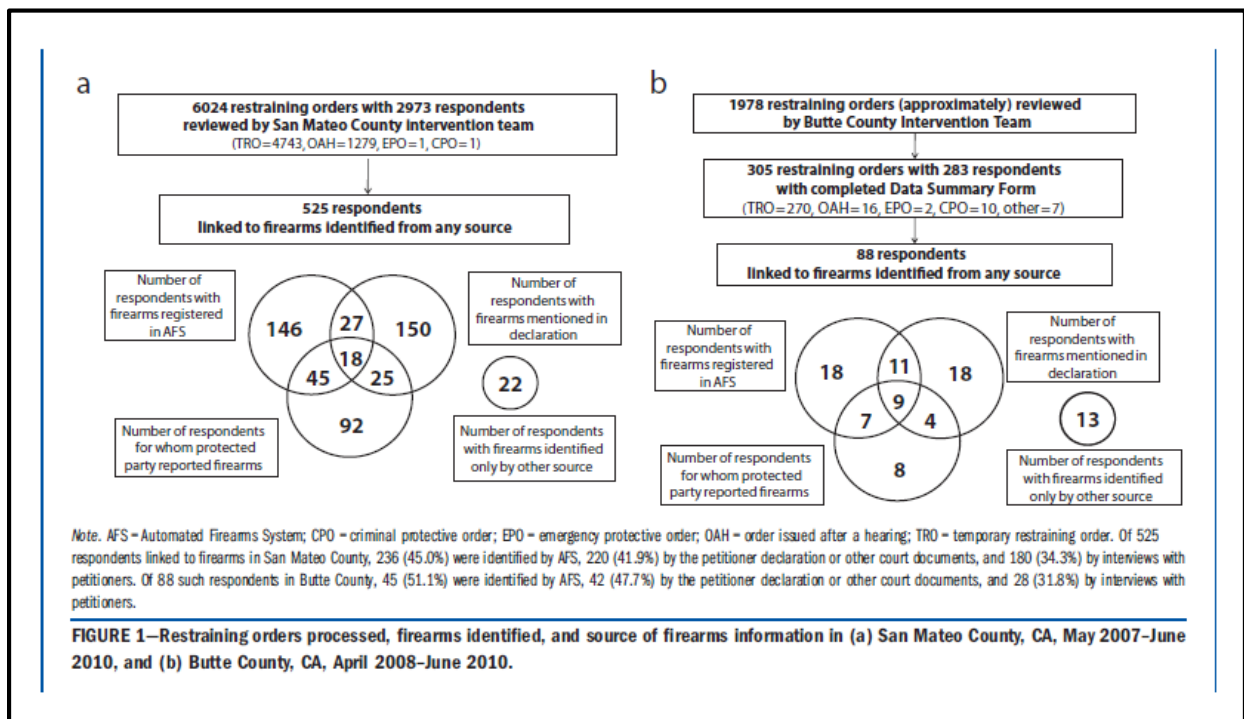 a
6024 restraining orders with 2973 respondents
reviewed by San Mateo County intervention team
(TRO=4743, OAH=1279, EPO=1, CPO=1)
525 respondents
linked to firearms identified from any source
Number of
respondents with
firearms registered
in AFS
146
27
150
18
45
25
92
Number of
respondents with
firearms mentioned in
declaration
22
Number of respondents
for whom protected
party reported firearms
Number of respondents
with firearms identified
only by other source
b
1978 restraining orders (approximately) reviewed
by Butte County Intervention Team
305 restraining orders with 283 respondents
with completed Data Summary Form
(TRO=270, OAH=16, EPO=2, CPO=10, other=7)
88 respondents
linked to firearms identified from any source
Number of
respondents with
firearms registered
in AFS
18
11
18
9
7
4
8
Number of
respondents with
firearms mentioned in
declaration
13
Number of respondents
for whom protected
party reported firearms
Number of respondents
with firearms identified
only by other source
Note. AFS = Automated Firearms System; CPO = criminal protective order; EPO = emergency protective order; OAH = order issued after a hearing; TRO = temporary restraining order. Of 525
respondents linked to firearms in San Mateo County, 236 (45.0%) were identified by AFS, 220 (41.9%) by the petitioner declaration or other court documents, and 180 (34.3%) by interviews with
petitioners. Of 88 such respondents in Butte County, 45 (51.1%) were identified by AFS, 42 (47.7%) by the petitioner declaration or other court documents, and 28 (31.8%) by interviews with
petitioners.
FIGURE 1—Restraining orders processed, firearms identified, and source of firearms information in (a) San Mateo County, CA, May 2007–June
2010, and (b) Butte County, CA, April 2008–June 2010.